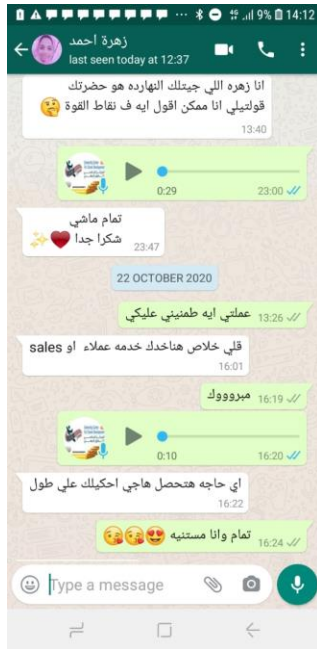 9% 14:12
زهرة احمد
last seen today at 12:37
انا زهره اللي جيتلك النهارده هو حضرتك
قولتيلي انا ممكن اقول ايه ف نقاط القوة 🤔
13:40
0:29 23:00
تمام ماشي
شكرا جدا ❤✨
23:47
22 OCTOBER 2020
عملتي ايه طمنيني عليكي 13:26
قلي خلاص هناخدك خدمه عملاء او sales
16:01
مبروووك 16:19
0:10 16:20
اي حاجه هتحصل هاجي احكيلك علي طول
16:22
تمام وانا مستنيه 😍😘😘 16:24
Type a message